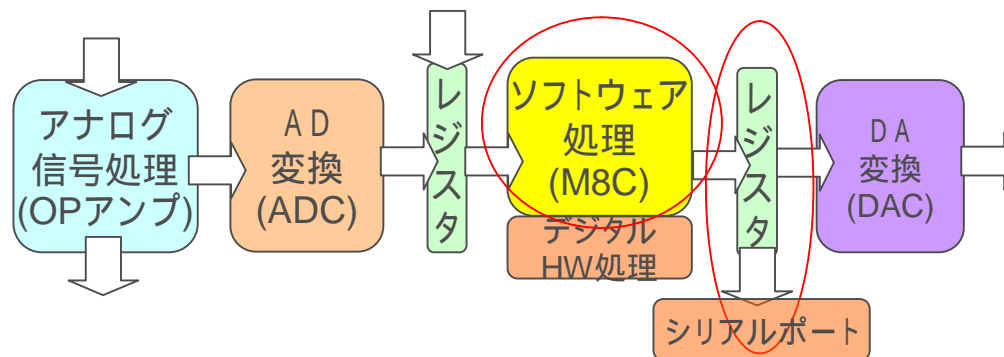 アナログ
信号処理
(OPアンプ)
AD
変換
(ADC)
レジスタ
ソフトウェア
処理
(M8C)
デジタル
HW処理
レジスタ
シリアルポート
DA
変換
(DAC)